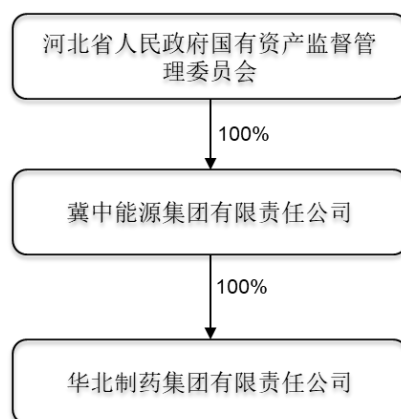 河北省人民政府国有资产监督管
理委员会
100%
冀中能源集团有限责任公司
100%
华北制药集团有限责任公司